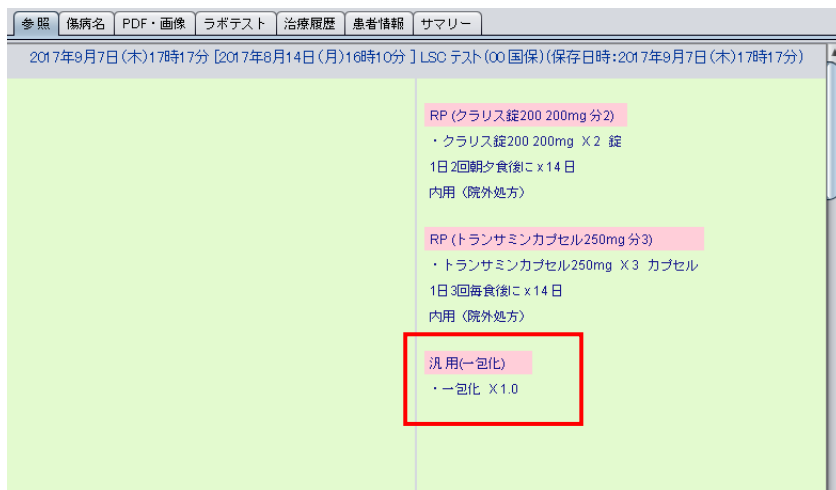 参照 傷病名 PDF・画像 ラボテスト 治療履歴 患者情報 サマリー
2017年9月7日(木)17時17分 [2017年8月14日(月)16時10分 ] LSC テスト(00 国保)(保存日時:2017年9月7日(木)17時17分)
RP (クラリス錠200 200mg 分2)
・クラリス錠200 200mg X 2 錠
1日2回朝夕食後に x 14 日
内用（院外処方）
RP (トランサミンカプセル250mg 分3)
・トランサミンカプセル250mg X 3 カプセル
1日3回毎食後に x 14 日
内用（院外処方）
汎用(一包化)
・一包化 X 1.0